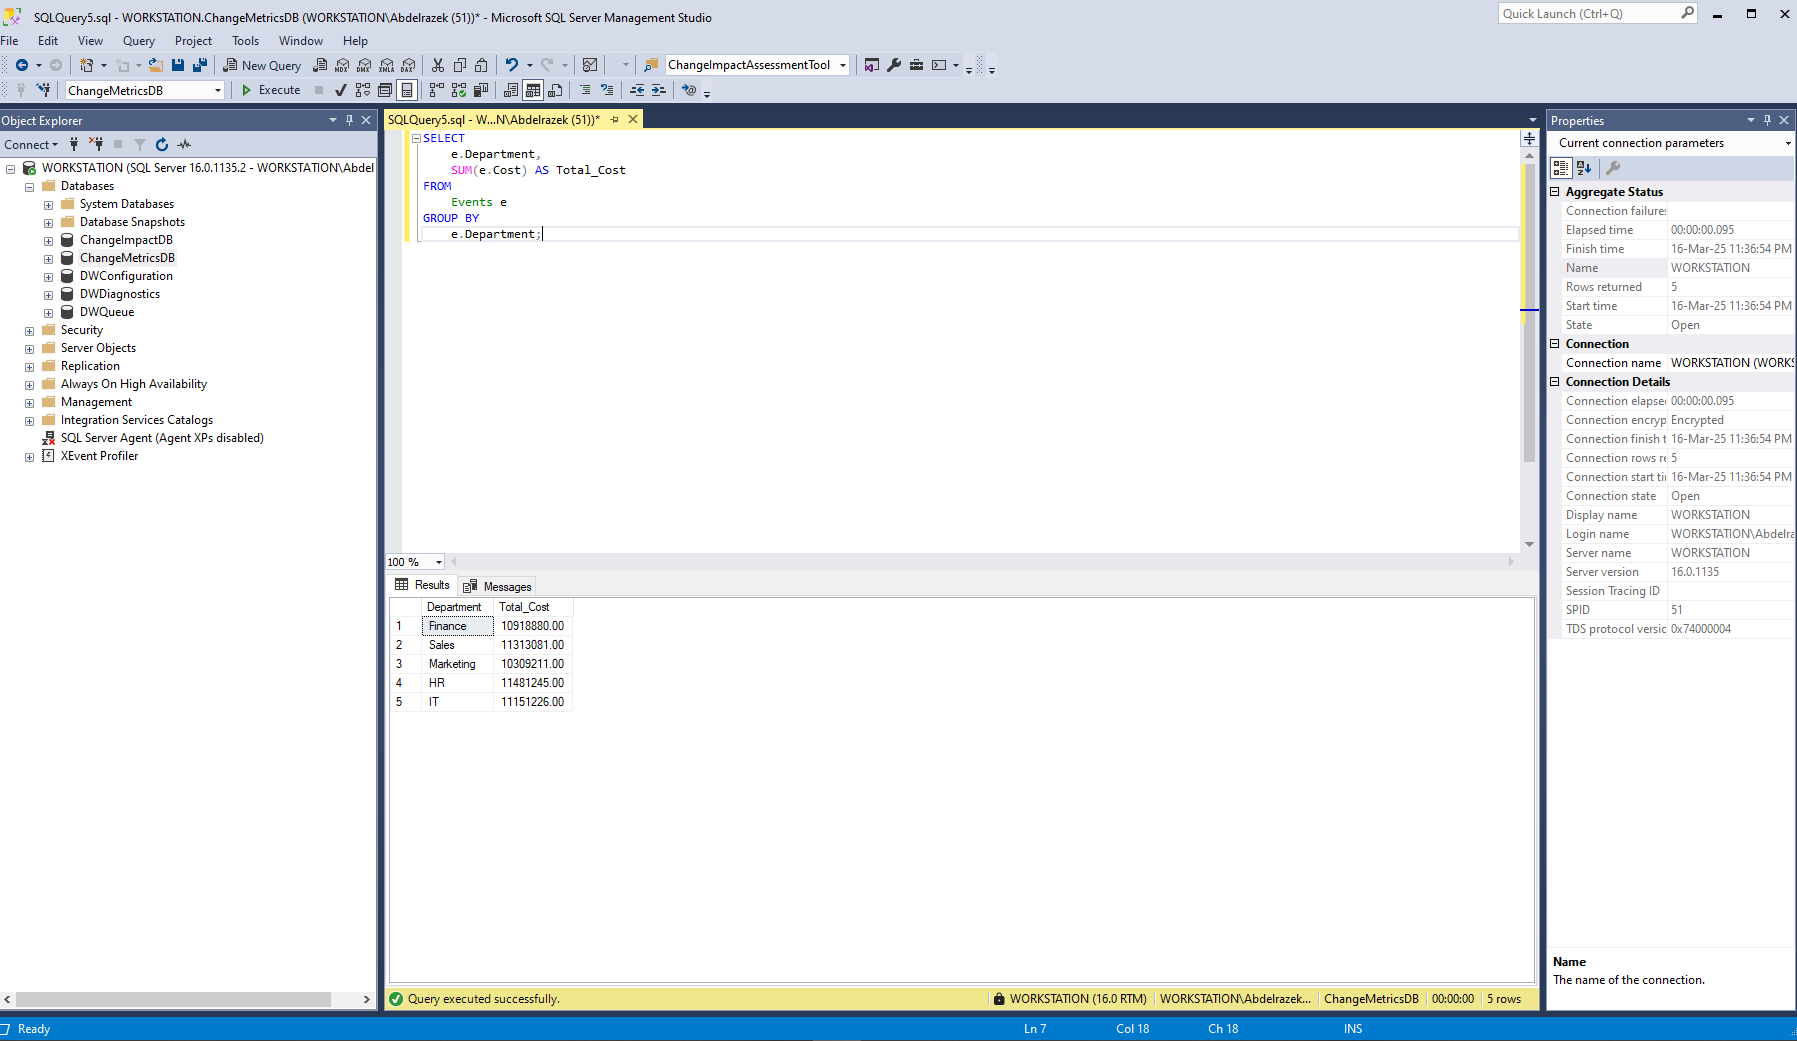 SQLQuery5.sql - WORKSTATION.ChangeMetricsDB (WORKSTATION\Abdelrazek (51))* - Microsoft SQL Server Management Studio
Quick Launch (Ctrl+Q)
File Edit View Query Project Tools Window Help
New Query MDX DMX XMLA DAX ChangeImpactAssessmentTool
ChangeMetricsDB Execute
Object Explorer
Connect
WORKSTATION (SQL Server 16.0.1135.2 - WORKSTATION\Abdel
Databases
System Databases
Database Snapshots
ChangeImpactDB
ChangeMetricsDB
DWConfiguration
DWDiagnostics
DWQueue
Security
Server Objects
Replication
Always On High Availability
Management
Integration Services Catalogs
SQL Server Agent (Agent XPs disabled)
XEvent Profiler
SQLQuery5.sql - W...N\Abdelrazek (51))*
SELECT
e.Department,
SUM(e.Cost) AS Total_Cost
FROM
Events e
GROUP BY
e.Department;
100 %
Results Messages
Department Total_Cost
1 Finance 10918880.00
2 Sales 11313081.00
3 Marketing 10309211.00
4 HR 11481245.00
5 IT 11151226.00
Query executed successfully. WORKSTATION (16.0 RTM) WORKSTATION\Abdelrazek... ChangeMetricsDB 00:00:00 5 rows
Properties
Current connection parameters
Aggregate Status
Connection failures
Elapsed time 00:00:00.095
Finish time 16-Mar-25 11:36:54 PM
Name WORKSTATION
Rows returned 5
Start time 16-Mar-25 11:36:54 PM
State Open
Connection
Connection name WORKSTATION (WORKS
Connection Details
Connection elapse 00:00:00.095
Connection encryp Encrypted
Connection finish t 16-Mar-25 11:36:54 PM
Connection rows re 5
Connection start ti 16-Mar-25 11:36:54 PM
Connection state Open
Display name WORKSTATION
Login name WORKSTATION\Abdelra
Server name WORKSTATION
Server version 16.0.1135
Session Tracing ID
SPID 51
TDS protocol versic 0x74000004
Name
The name of the connection.
Ready Ln 7 Col 18 Ch 18 INS